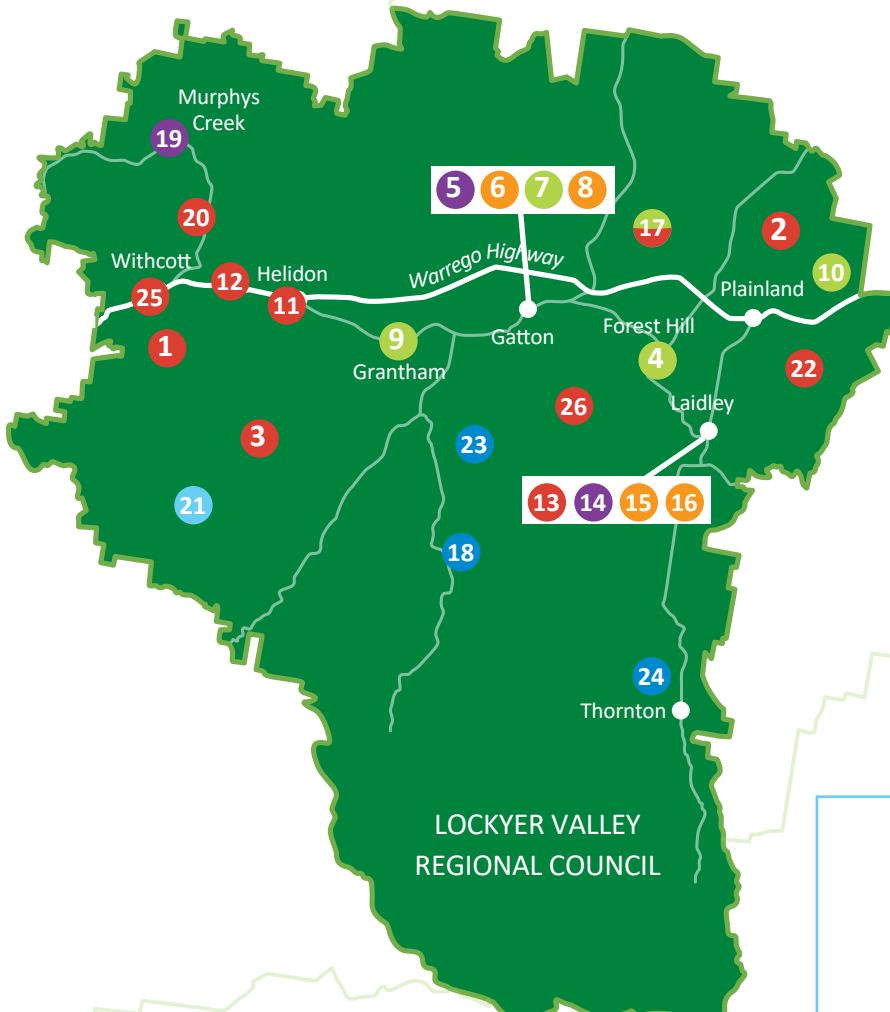 Murphys
Creek
19
5 6 7 8
20
17
2
Withcott
Helidon
Warrego Highway
10
12
25
11
Plainland
9
Gatton
Forest Hill
1
4
Grantham
22
26
Laidley
3
23
21
13 14 15 16
18
24
Thornton
LOCKYER VALLEY
REGIONAL COUNCIL